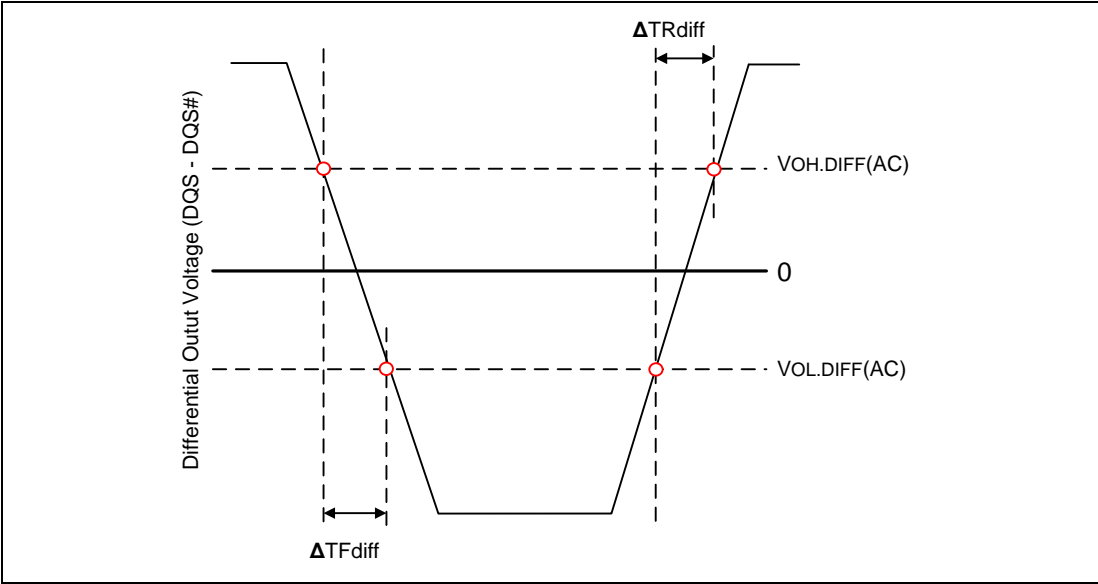 ΔTRdiff
Differential Outut Voltage (DQS - DQS#)
VOH.DIFF(AC)
0
VOL.DIFF(AC)
ΔTFdiff